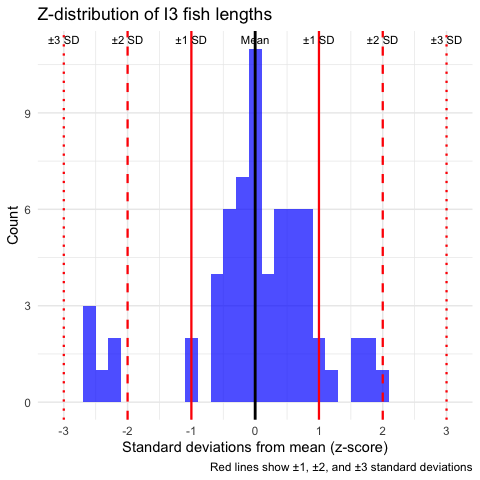 Z-distribution of I3 fish lengths
±3 SD ±2 SD ±1 SD Mean ±1 SD ±2 SD ±3 SD
9
6
3
0
Count
-3 -2 -1 0 1 2 3
Standard deviations from mean (z-score)
Red lines show ±1, ±2, and ±3 standard deviations